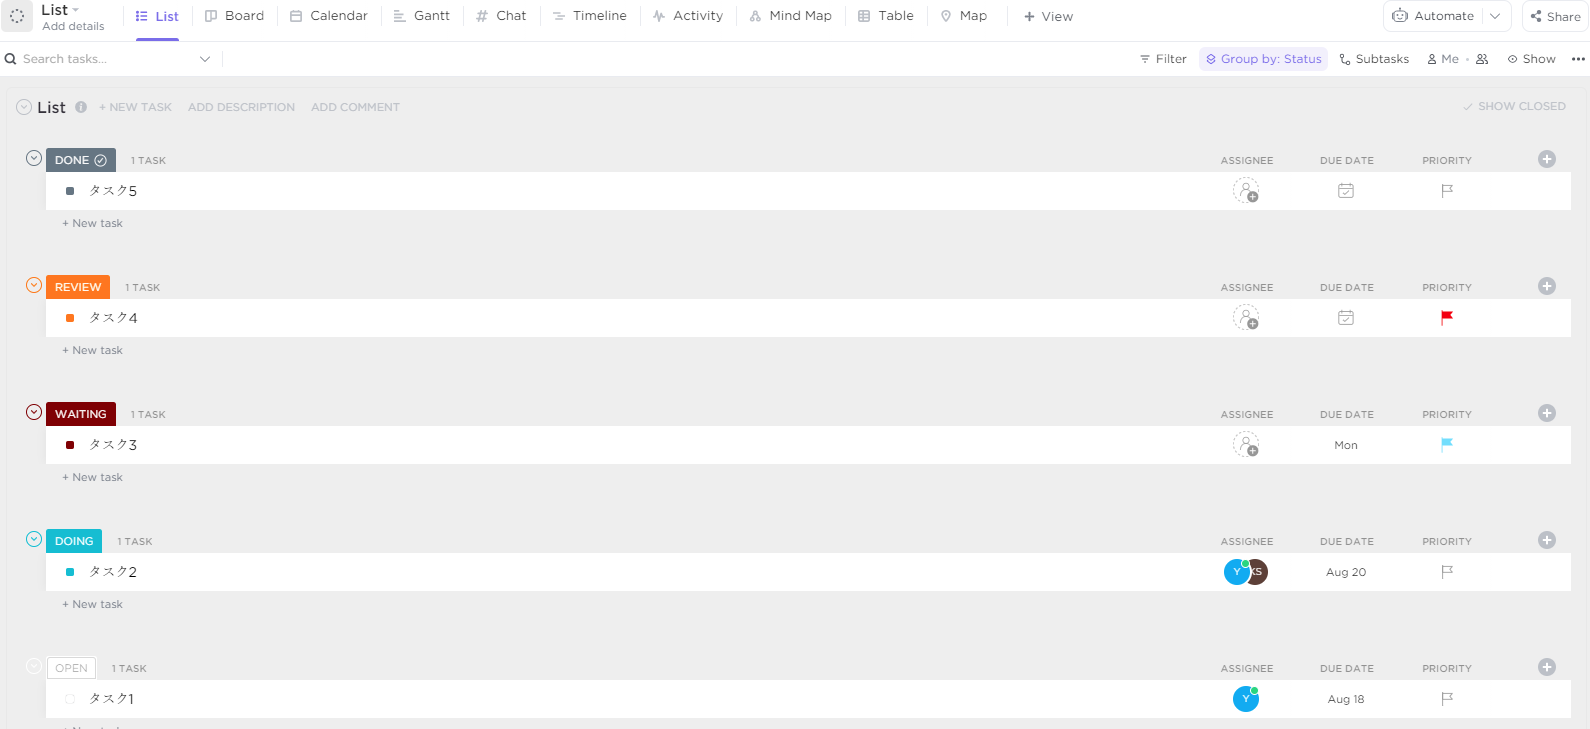 List
Add details
List Board Calendar Gantt Chat Timeline Activity Mind Map Table Map + View
Automate Share
Search tasks...
Filter Group by: Status Subtasks Me Show
List + NEW TASK ADD DESCRIPTION ADD COMMENT SHOW CLOSED
DONE 1 TASK ASSIGNEE DUE DATE PRIORITY
タスク5
+ New task
REVIEW 1 TASK ASSIGNEE DUE DATE PRIORITY
タスク4
+ New task
WAITING 1 TASK ASSIGNEE DUE DATE PRIORITY
タスク3 Mon
+ New task
DOING 1 TASK ASSIGNEE DUE DATE PRIORITY
タスク2 Y KS Aug 20
+ New task
OPEN 1 TASK ASSIGNEE DUE DATE PRIORITY
タスク1 Y Aug 18